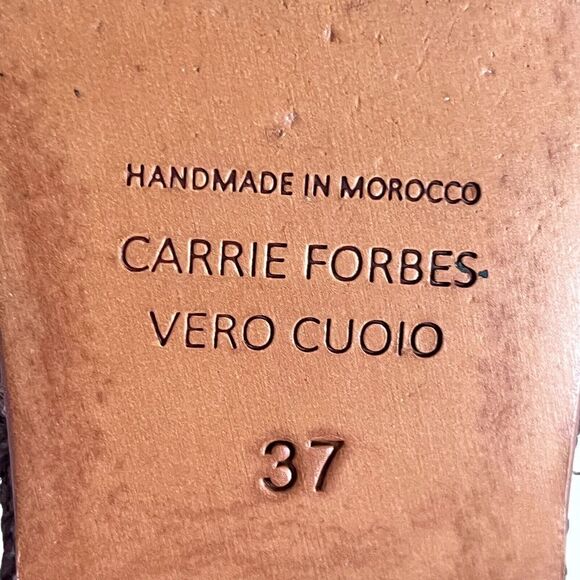 HANDMADE IN MOROCCO
CARRIE FORBES
VERO CUOIO
37